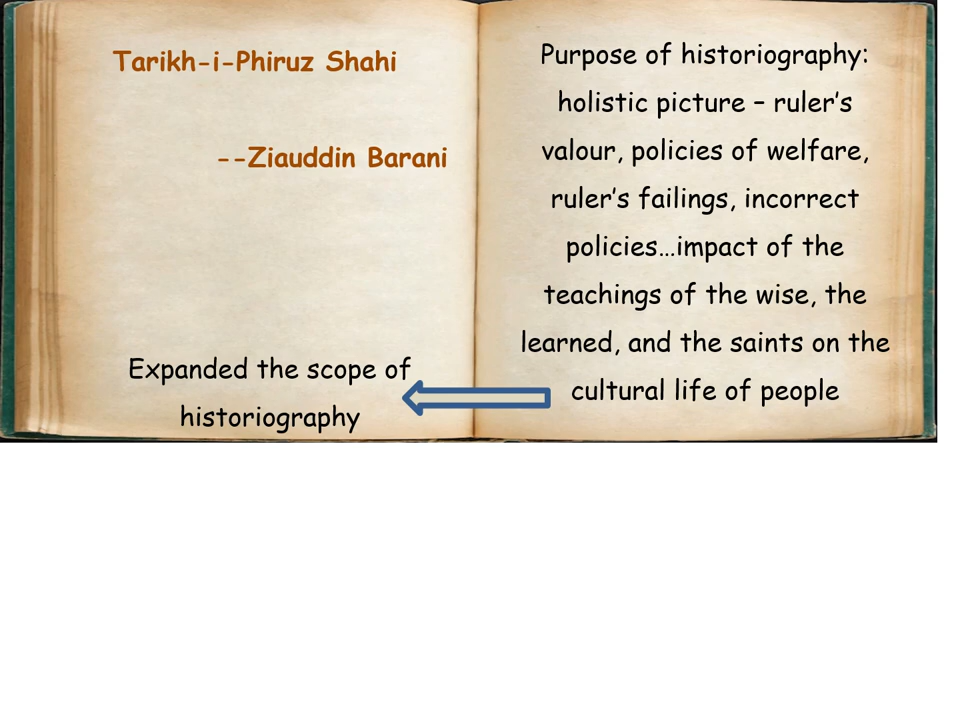 Tarikh-i-Phiruz Shahi
--Ziauddin Barani
Expanded the scope of
historiography
Purpose of historiography:
holistic picture – ruler’s
valour, policies of welfare,
ruler’s failings, incorrect
policies…impact of the
teachings of the wise, the
learned, and the saints on the
cultural life of people